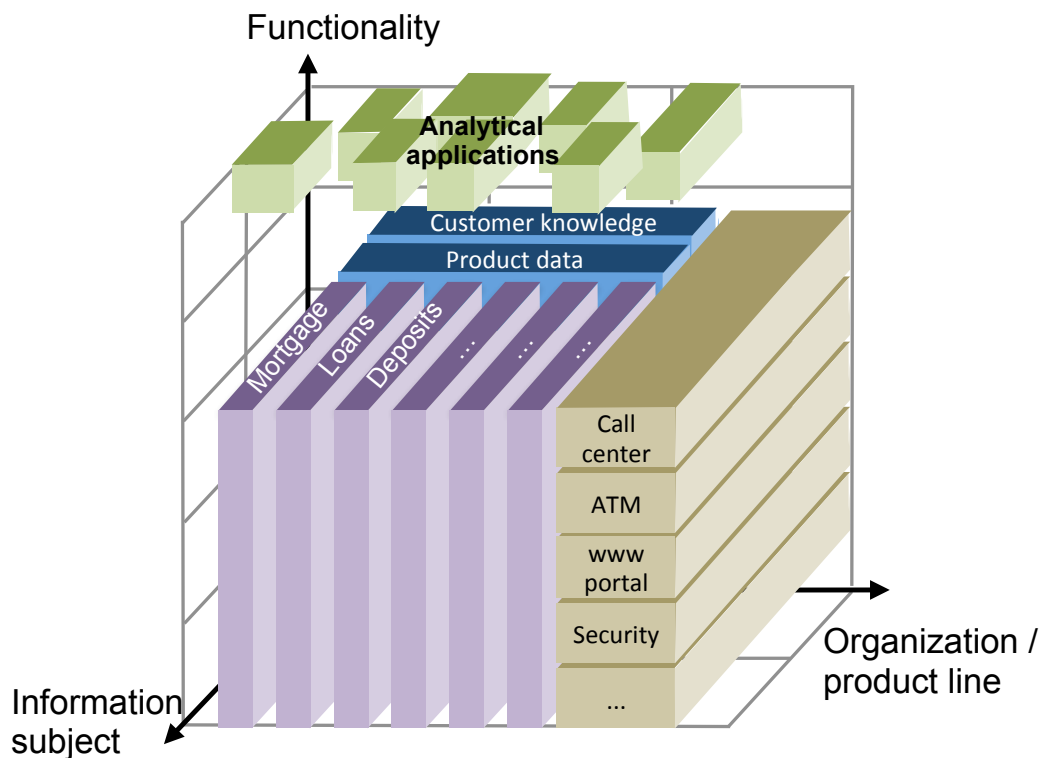 Functionality
Analytical
applications
Customer knowledge
Product data
Mortgage
Loans
Deposits
...
...
...
Call
center
ATM
www
portal
Security
...
Organization /
product line
Information
subject